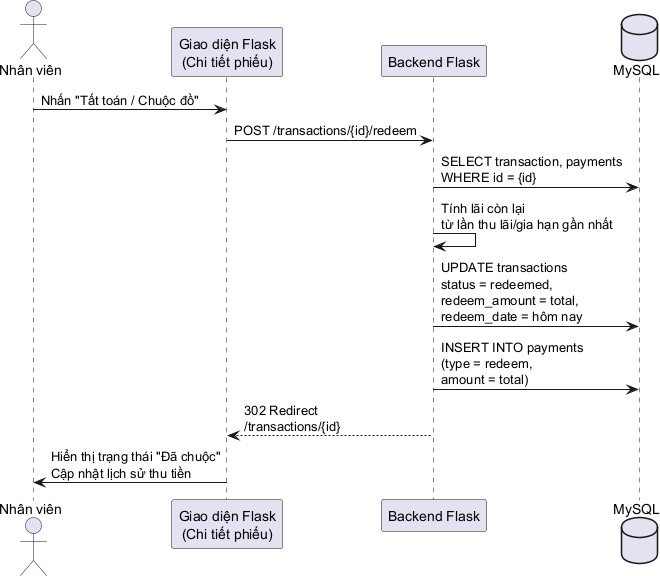 Nhân viên
Giao diện Flask
(Chi tiết phiếu)
Backend Flask
MySQL
Nhấn "Tất toán / Chuộc đồ"
POST /transactions/{id}/redeem
SELECT transaction, payments
WHERE id = {id}
Tính lãi còn lại
từ lần thu lãi/gia hạn gần nhất
UPDATE transactions
status = redeemed,
redeem_amount = total,
redeem_date = hôm nay
INSERT INTO payments
(type = redeem,
amount = total)
302 Redirect
/transactions/{id}
Hiển thị trạng thái "Đã chuộc"
Cập nhật lịch sử thu tiền
Nhân viên
Giao diện Flask
(Chi tiết phiếu)
Backend Flask
MySQL